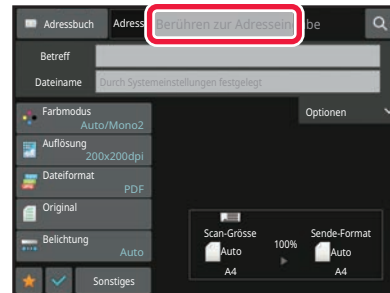 Adressbuch Adress Berühren zur Adresseingabe
Betreff
Dateiname Durch Systemeinstellungen festgelegt
Farbmodus
Auto/Mono2
Optionen
Auflösung
200x200dpi
Dateiformat
PDF
Original
Belichtung
Auto
Scan-Grösse
Auto
A4
100%
Sende-Format
Auto
A4
Sonstiges